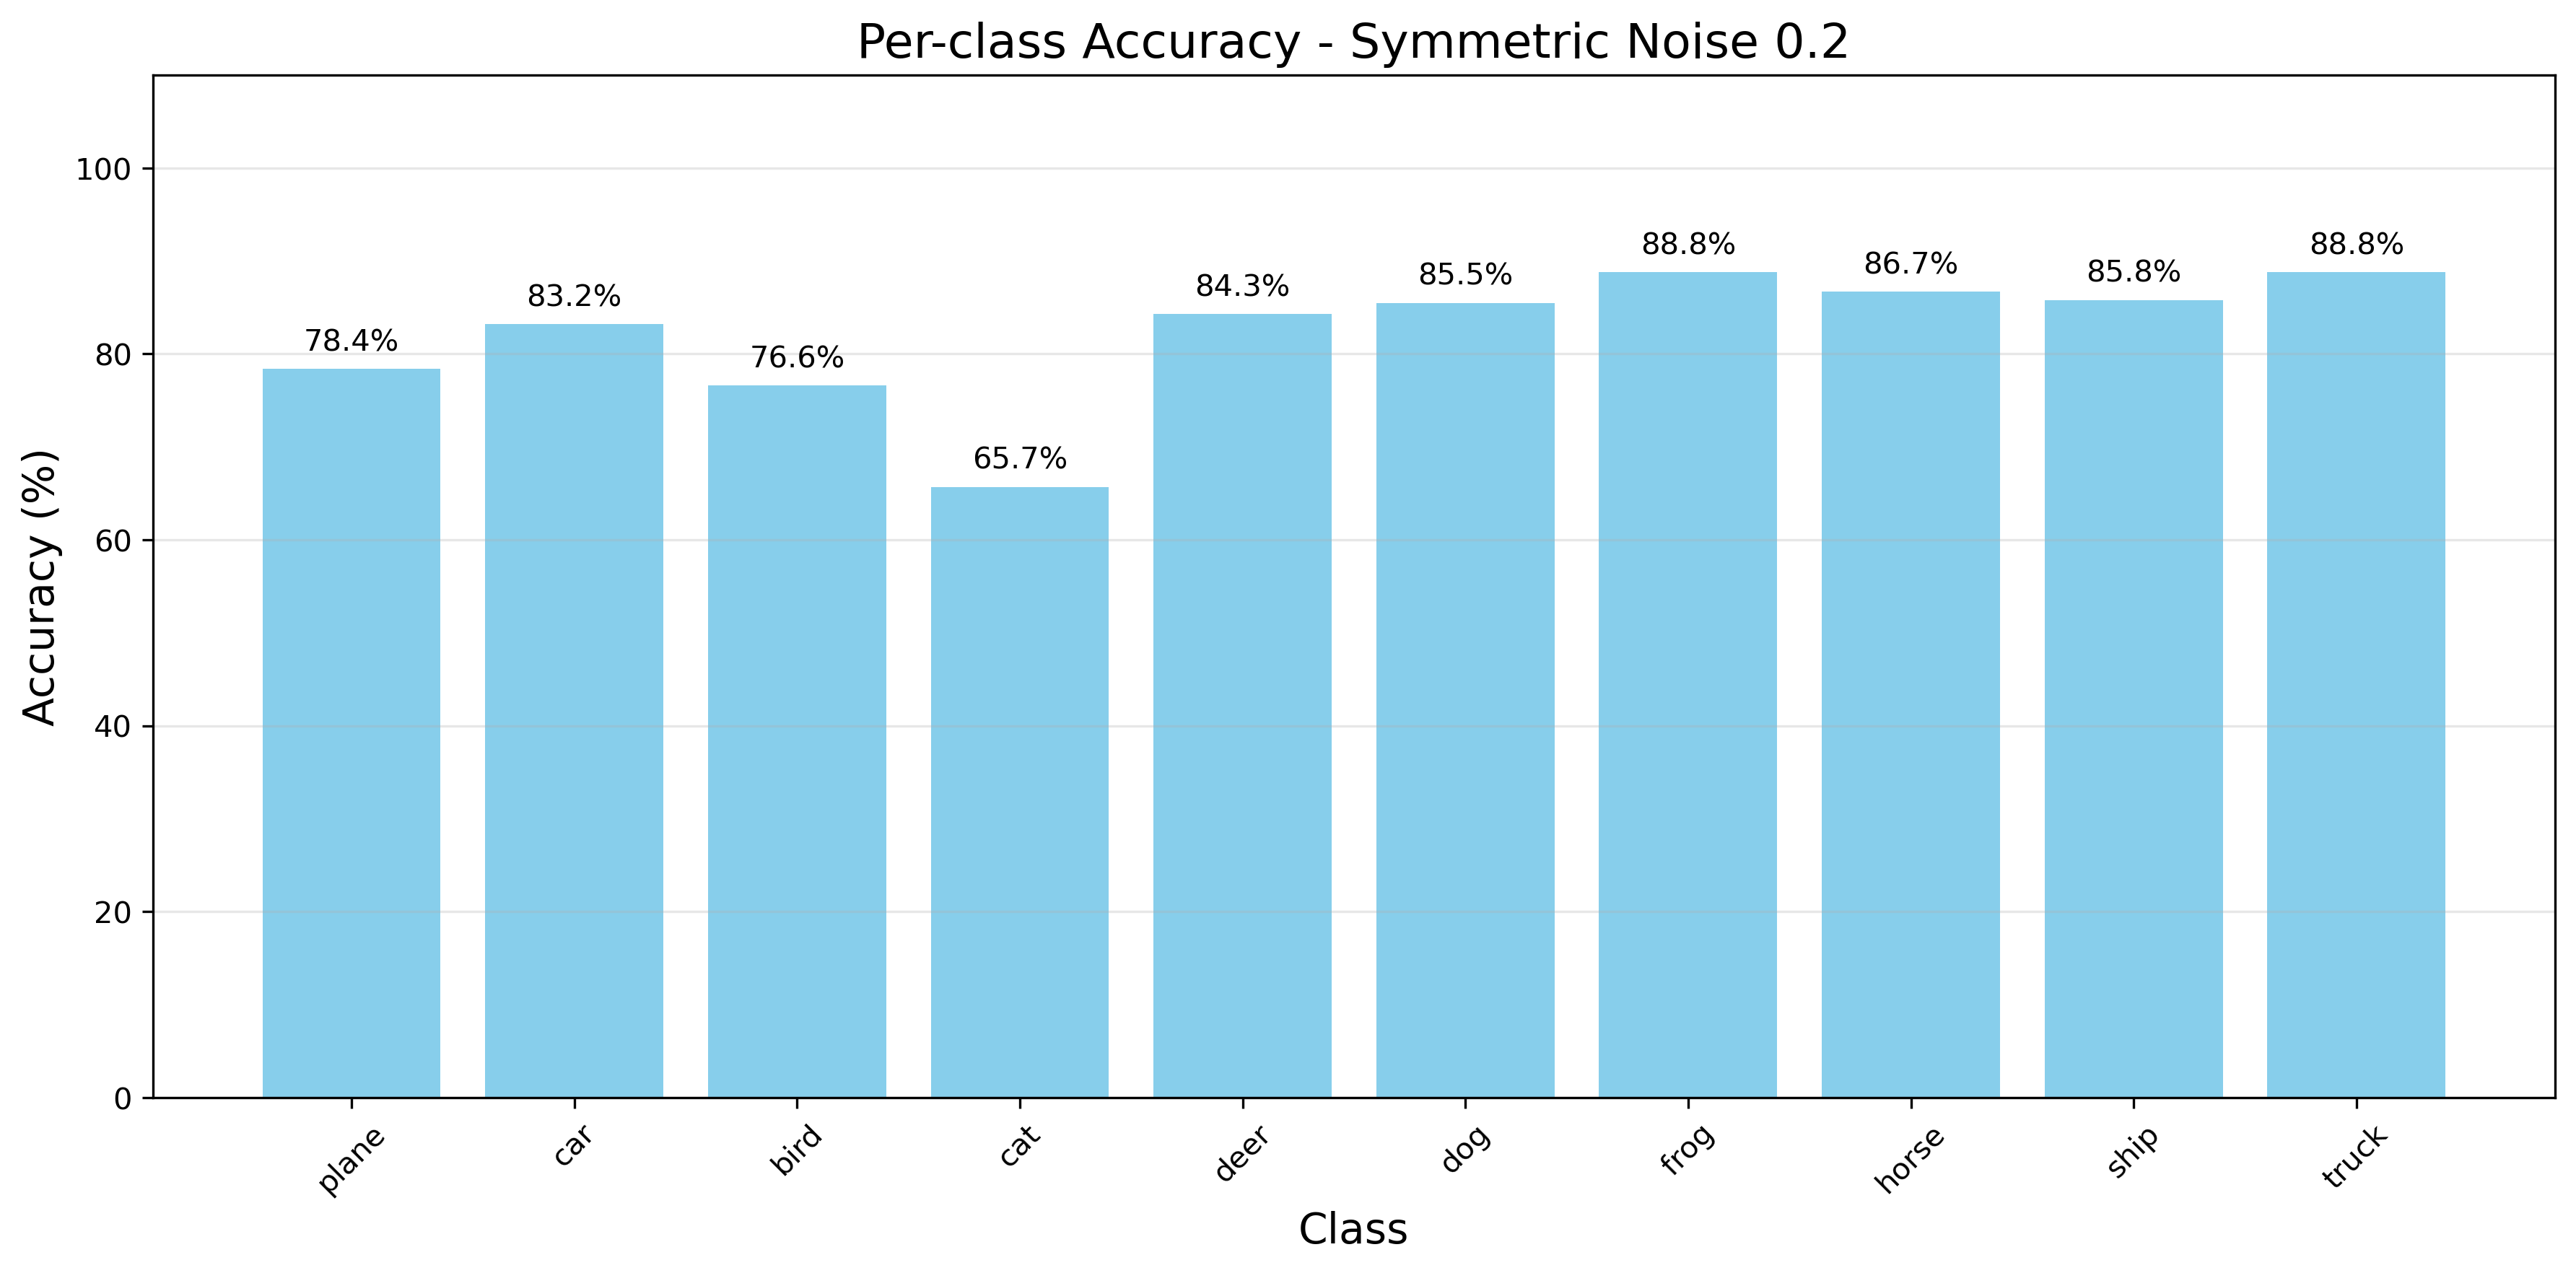 Per-class Accuracy - Symmetric Noise 0.2
Accuracy (%)
100
80
60
40
20
0
78.4%
83.2%
76.6%
65.7%
84.3%
85.5%
88.8%
86.7%
85.8%
88.8%
plane
car
bird
cat
deer
dog
frog
horse
ship
truck
Class